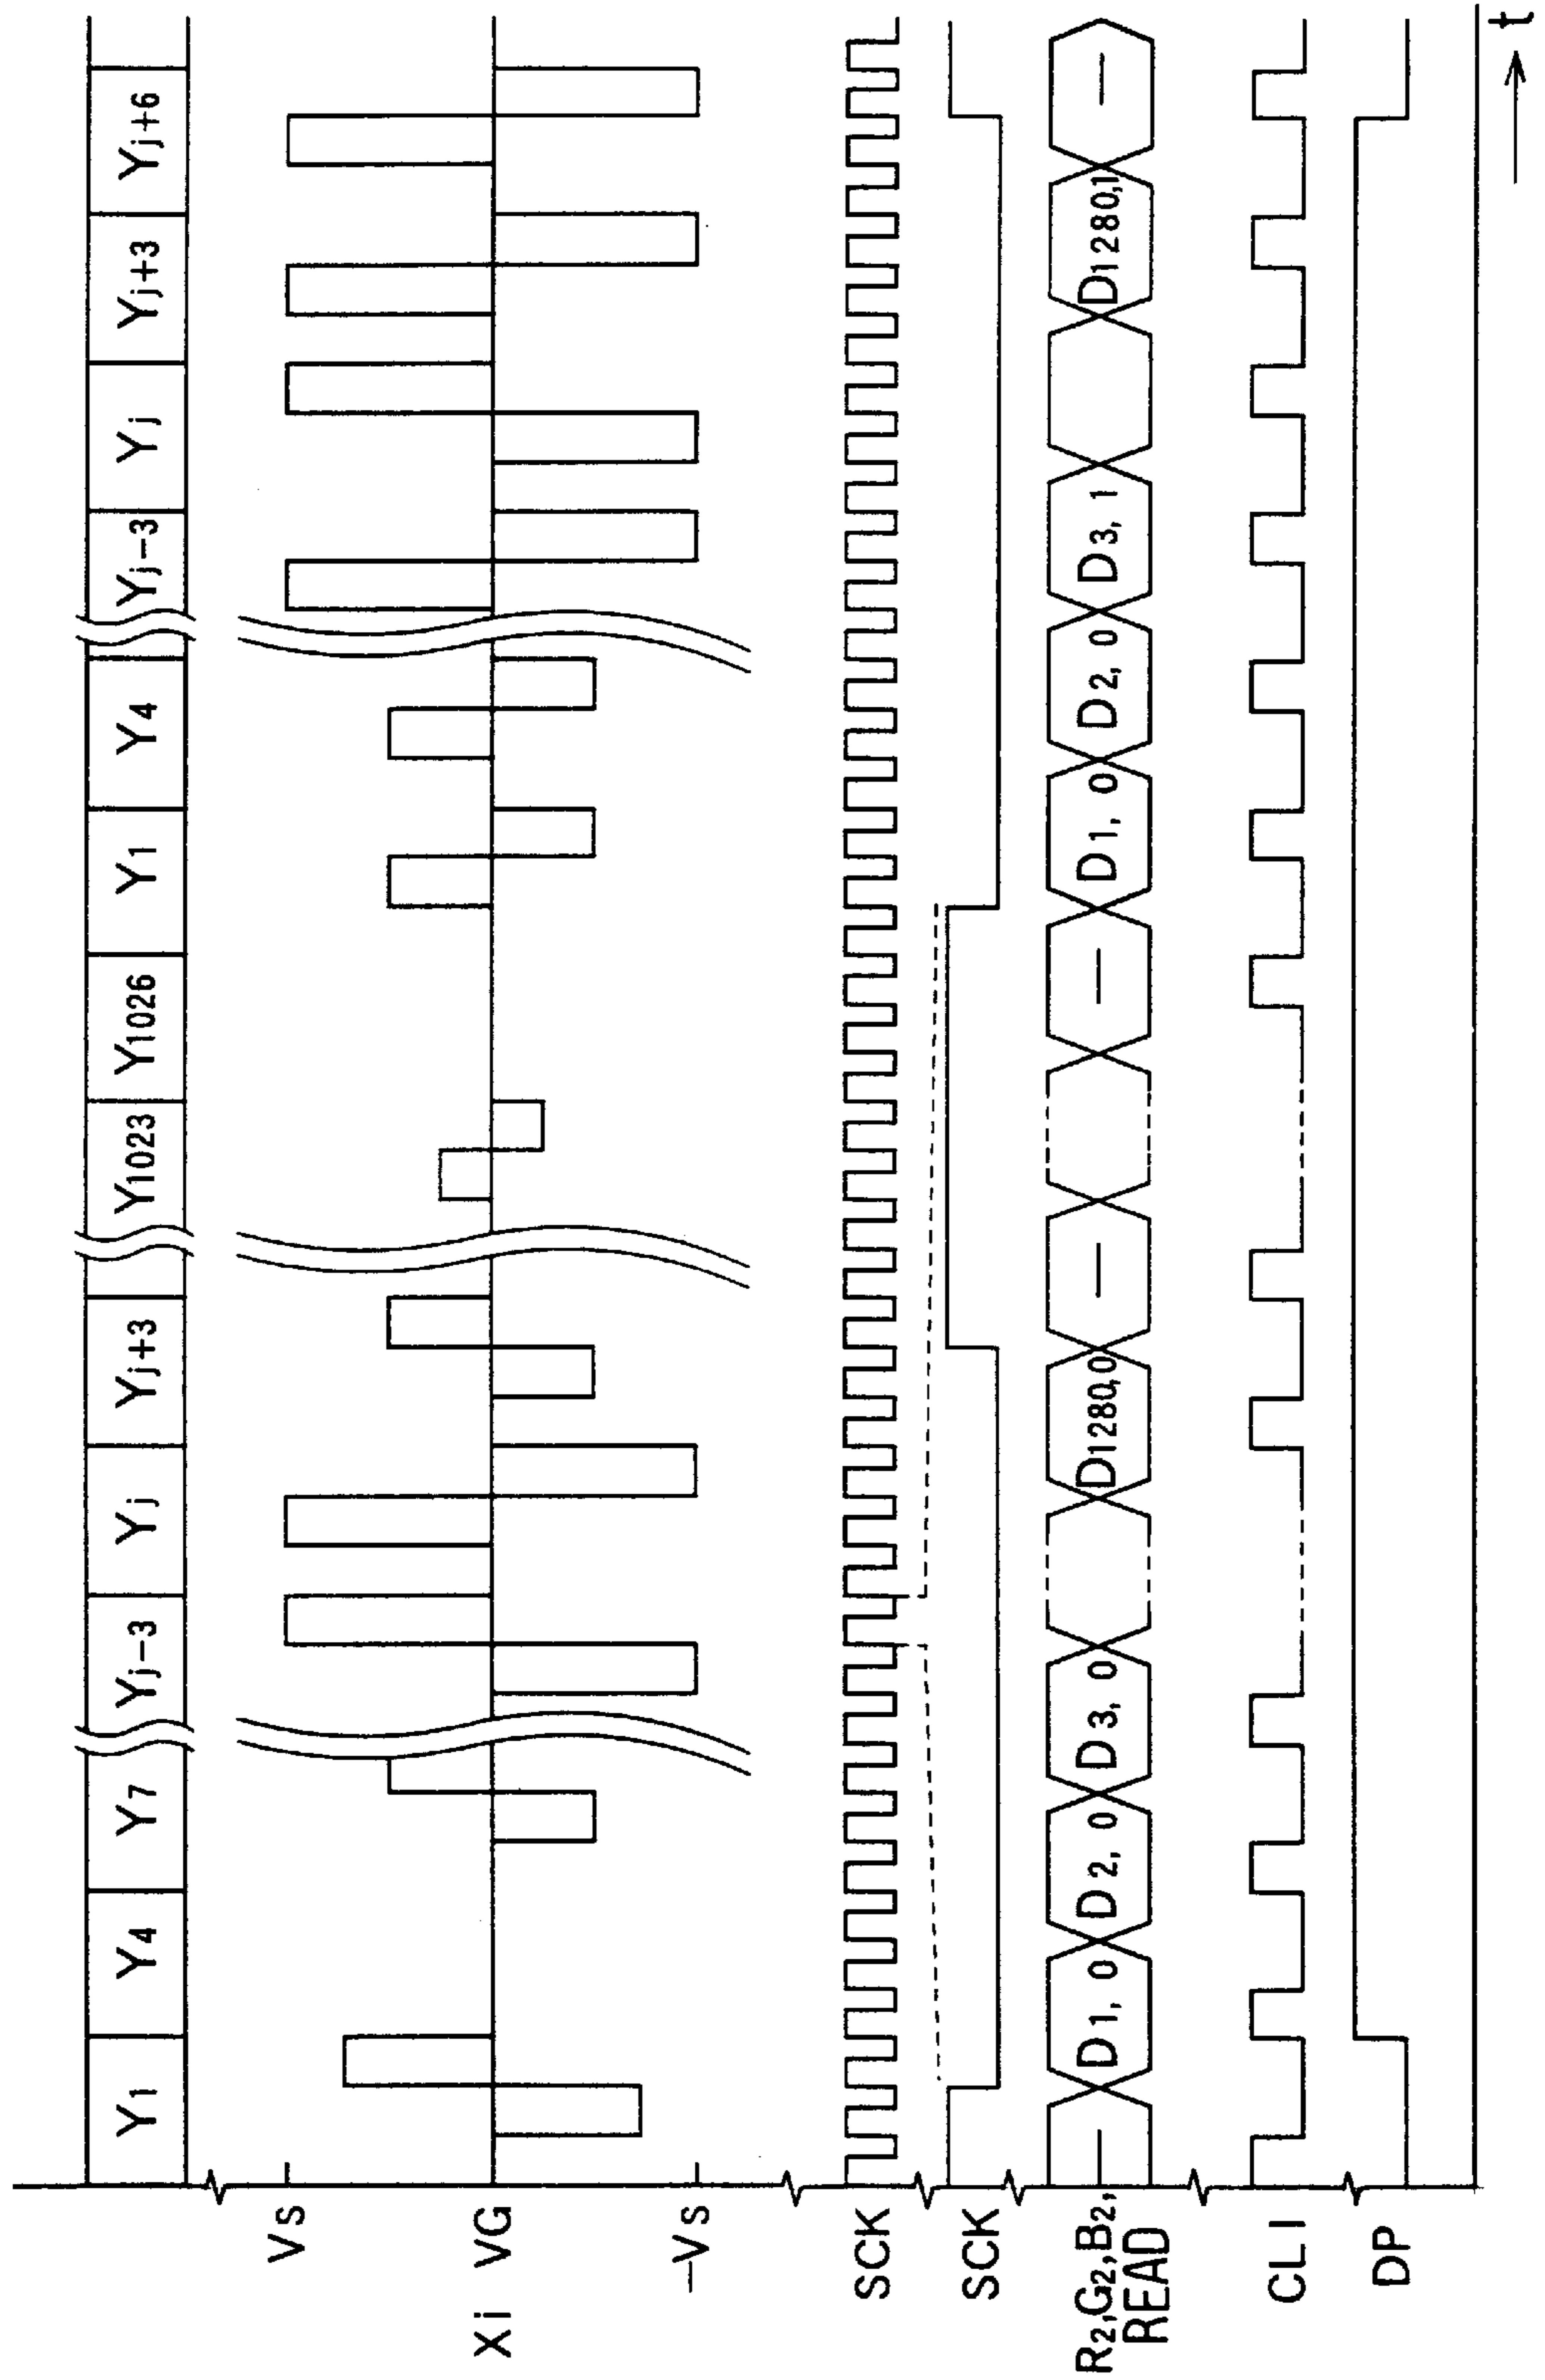 Y1 Y4 Y7 Yj-3 Yj Yj+3 Y1023 Y1026 Y1 Y4 Yj-3 Yj Yj+3 Yj+6
Vs
Xi VG
-Vs
SCK
SCK
R2,G2,B2, — D1, 0 D2, 0 D3, 0 D1280,0 — — D1, 0 D2, 0 D3, 1 D1280,1 —
READ
CLI
DP
t